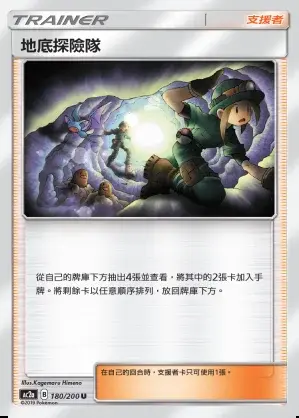 TRAINER
支援者
地底探險隊
從自己的牌庫下方抽出4張並查看，將其中的2張卡加入手
牌。將剩餘卡以任意順序排列，放回牌庫下方。
Illus.Kagemaru Himeno
在自己的回合時，支援者卡只可使用1張。
AC2a B 180/200 U
©2019 Pokémon